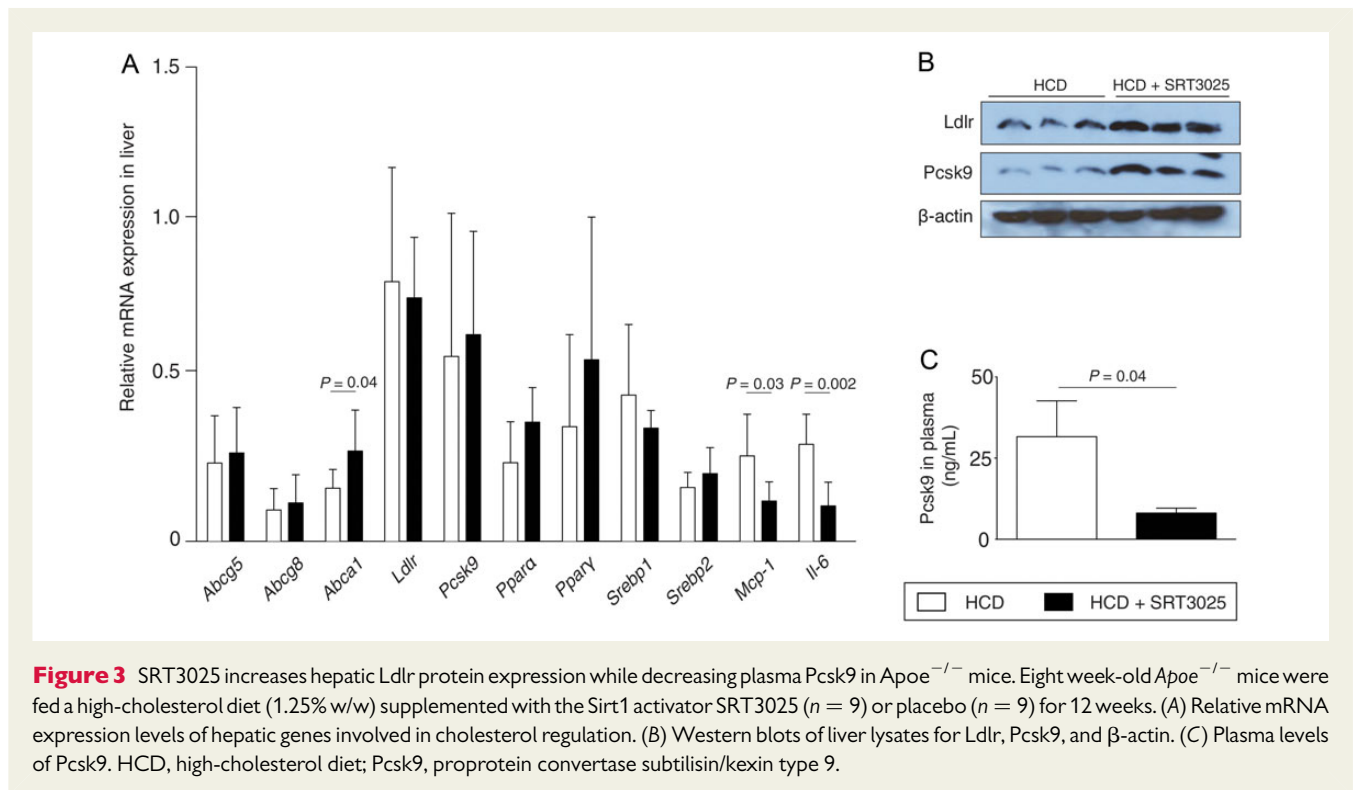 A
1.5
1.0
0.5
0
Relative mRNA expression in liver
P = 0.04
P = 0.03
P = 0.002
Abcg5
Abcg8
Abca1
Ldlr
Pcsk9
Pparα
Pparγ
Srebp1
Srebp2
Mcp-1
Il-6
B
HCD
HCD + SRT3025
Ldlr
Pcsk9
β-actin
C
50
25
0
Pcsk9 in plasma
(ng/mL)
P = 0.04
HCD
HCD + SRT3025
Figure 3 SRT3025 increases hepatic Ldlr protein expression while decreasing plasma Pcsk9 in Apoe−/− mice. Eight week-old Apoe−/− mice were
fed a high-cholesterol diet (1.25% w/w) supplemented with the Sirt1 activator SRT3025 (n = 9) or placebo (n = 9) for 12 weeks. (A) Relative mRNA
expression levels of hepatic genes involved in cholesterol regulation. (B) Western blots of liver lysates for Ldlr, Pcsk9, and β-actin. (C) Plasma levels
of Pcsk9. HCD, high-cholesterol diet; Pcsk9, proprotein convertase subtilisin/kexin type 9.